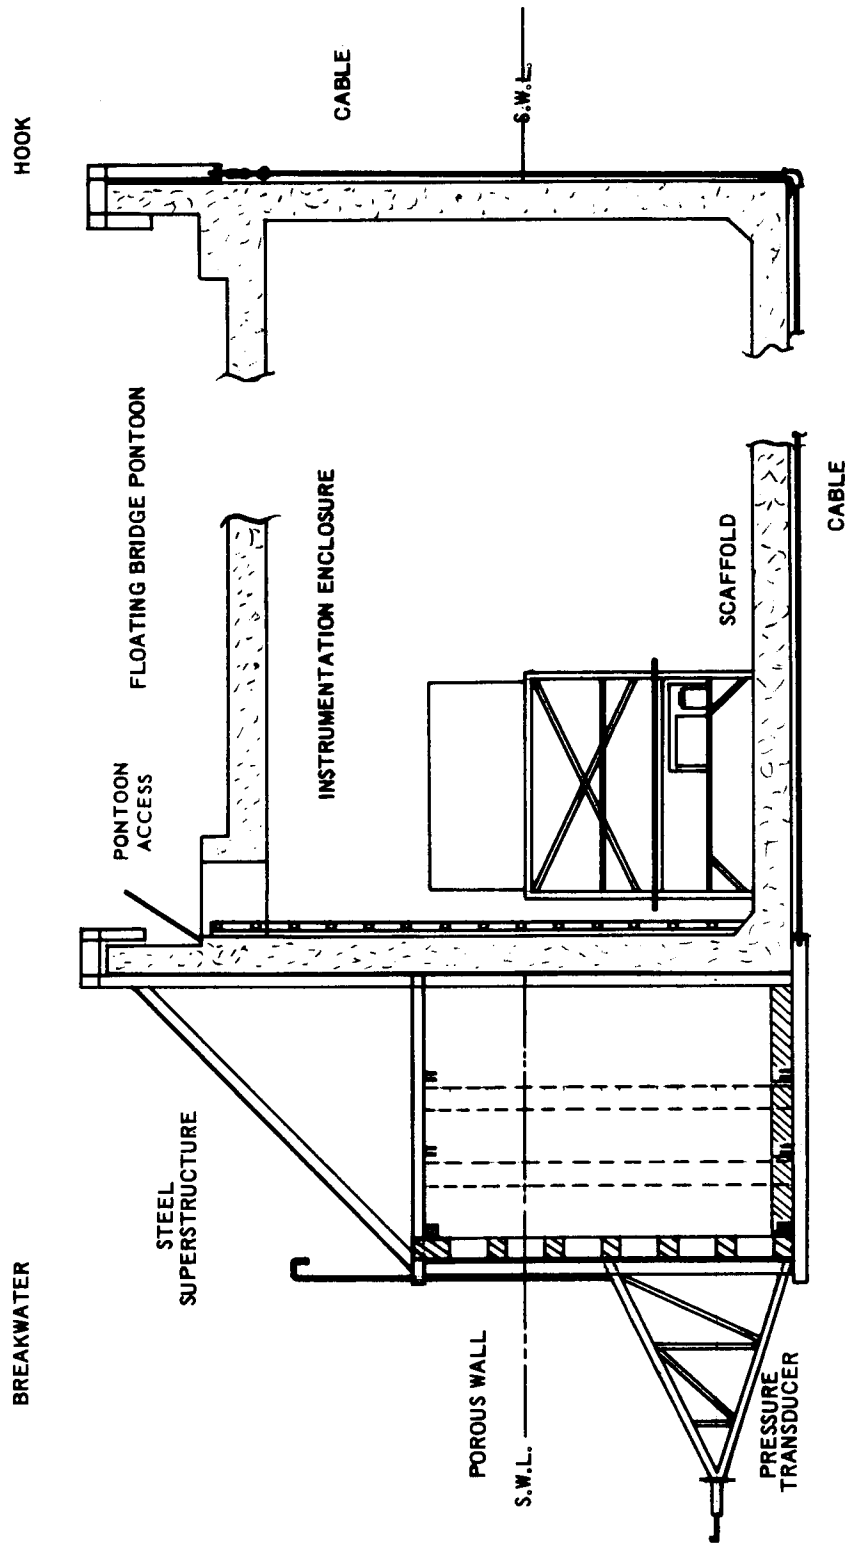 BREAKWATER
HOOK
STEEL
SUPERSTRUCTURE
PONTOON
ACCESS
FLOATING BRIDGE PONTOON
INSTRUMENTATION ENCLOSURE
CABLE
POROUS WALL
S.W.L.
S.W.L.
SCAFFOLD
PRESSURE
TRANSDUCER
CABLE